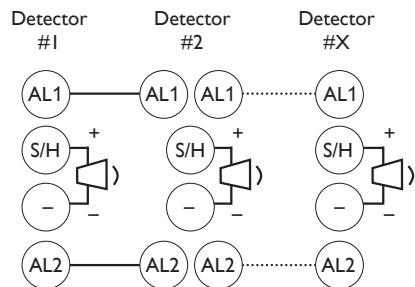 Detector Detector Detector
#1 #2 #X
AL1 AL1 AL1 AL1
+ + +
S/H S/H S/H
– – –
– – –
AL2 AL2 AL2 AL2